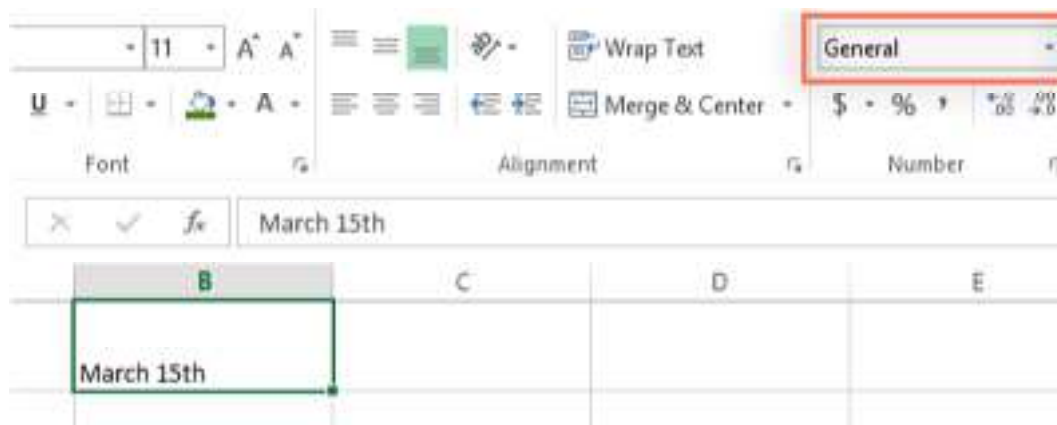 11 A A Wrap Text General
U A Merge & Center $ % ,
Font Alignment Number
fx March 15th
B C D E
March 15th